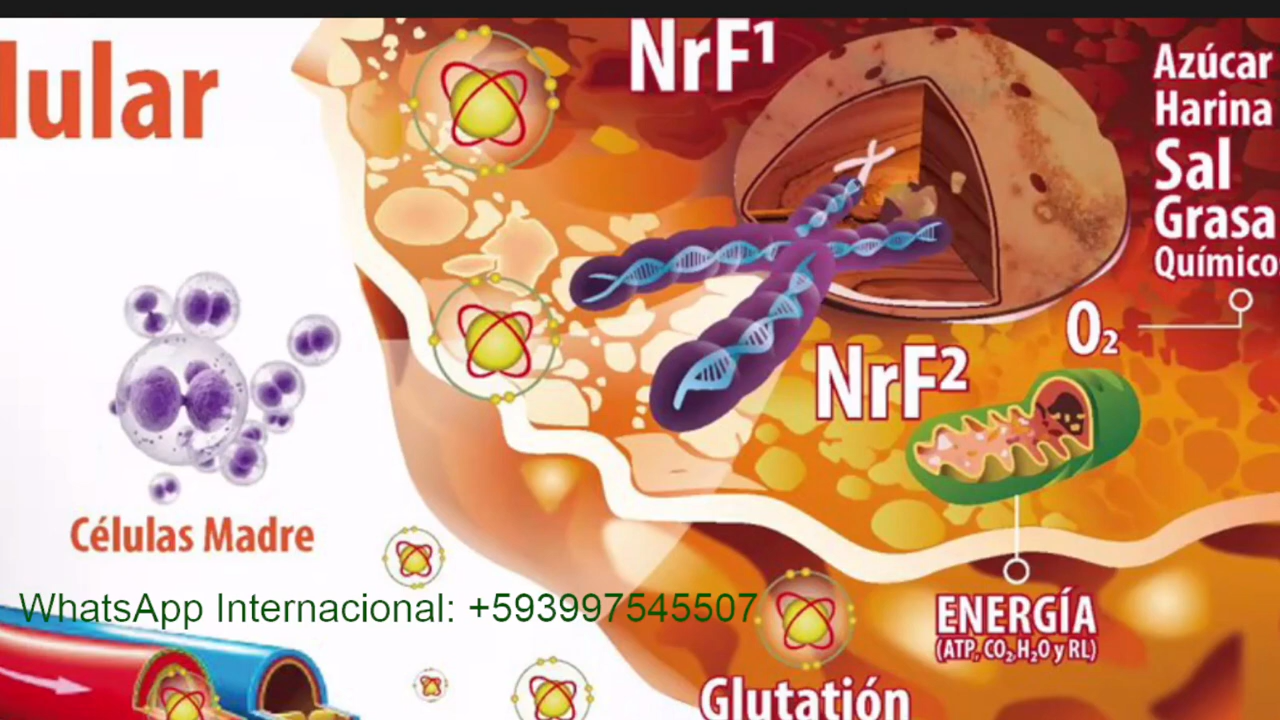 lular
NrF¹
Azúcar
Harina
Sal
Grasa
Químico
O₂
NrF²
Células Madre
WhatsApp Internacional: +593997545507
ENERGÍA
(ATP, CO₂, H₂O y RL)
Glutatión